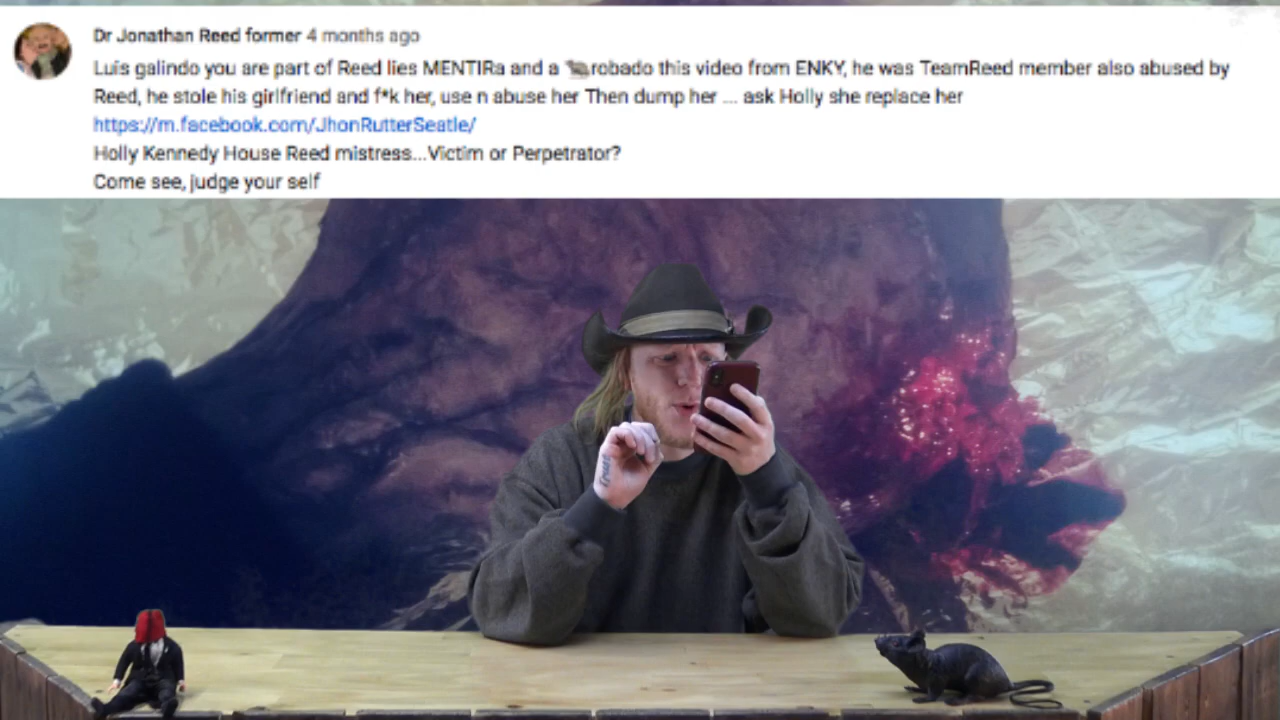 Dr Jonathan Reed former 4 months ago
Luis galindo you are part of Reed lies MENTIRa and a 🐀robado this video from ENKY, he was TeamReed member also abused by
Reed, he stole his girlfriend and f*k her, use n abuse her Then dump her ... ask Holly she replace her
https://m.facebook.com/JhonRutterSeatle/
Holly Kennedy House Reed mistress...Victim or Perpetrator?
Come see, judge your self